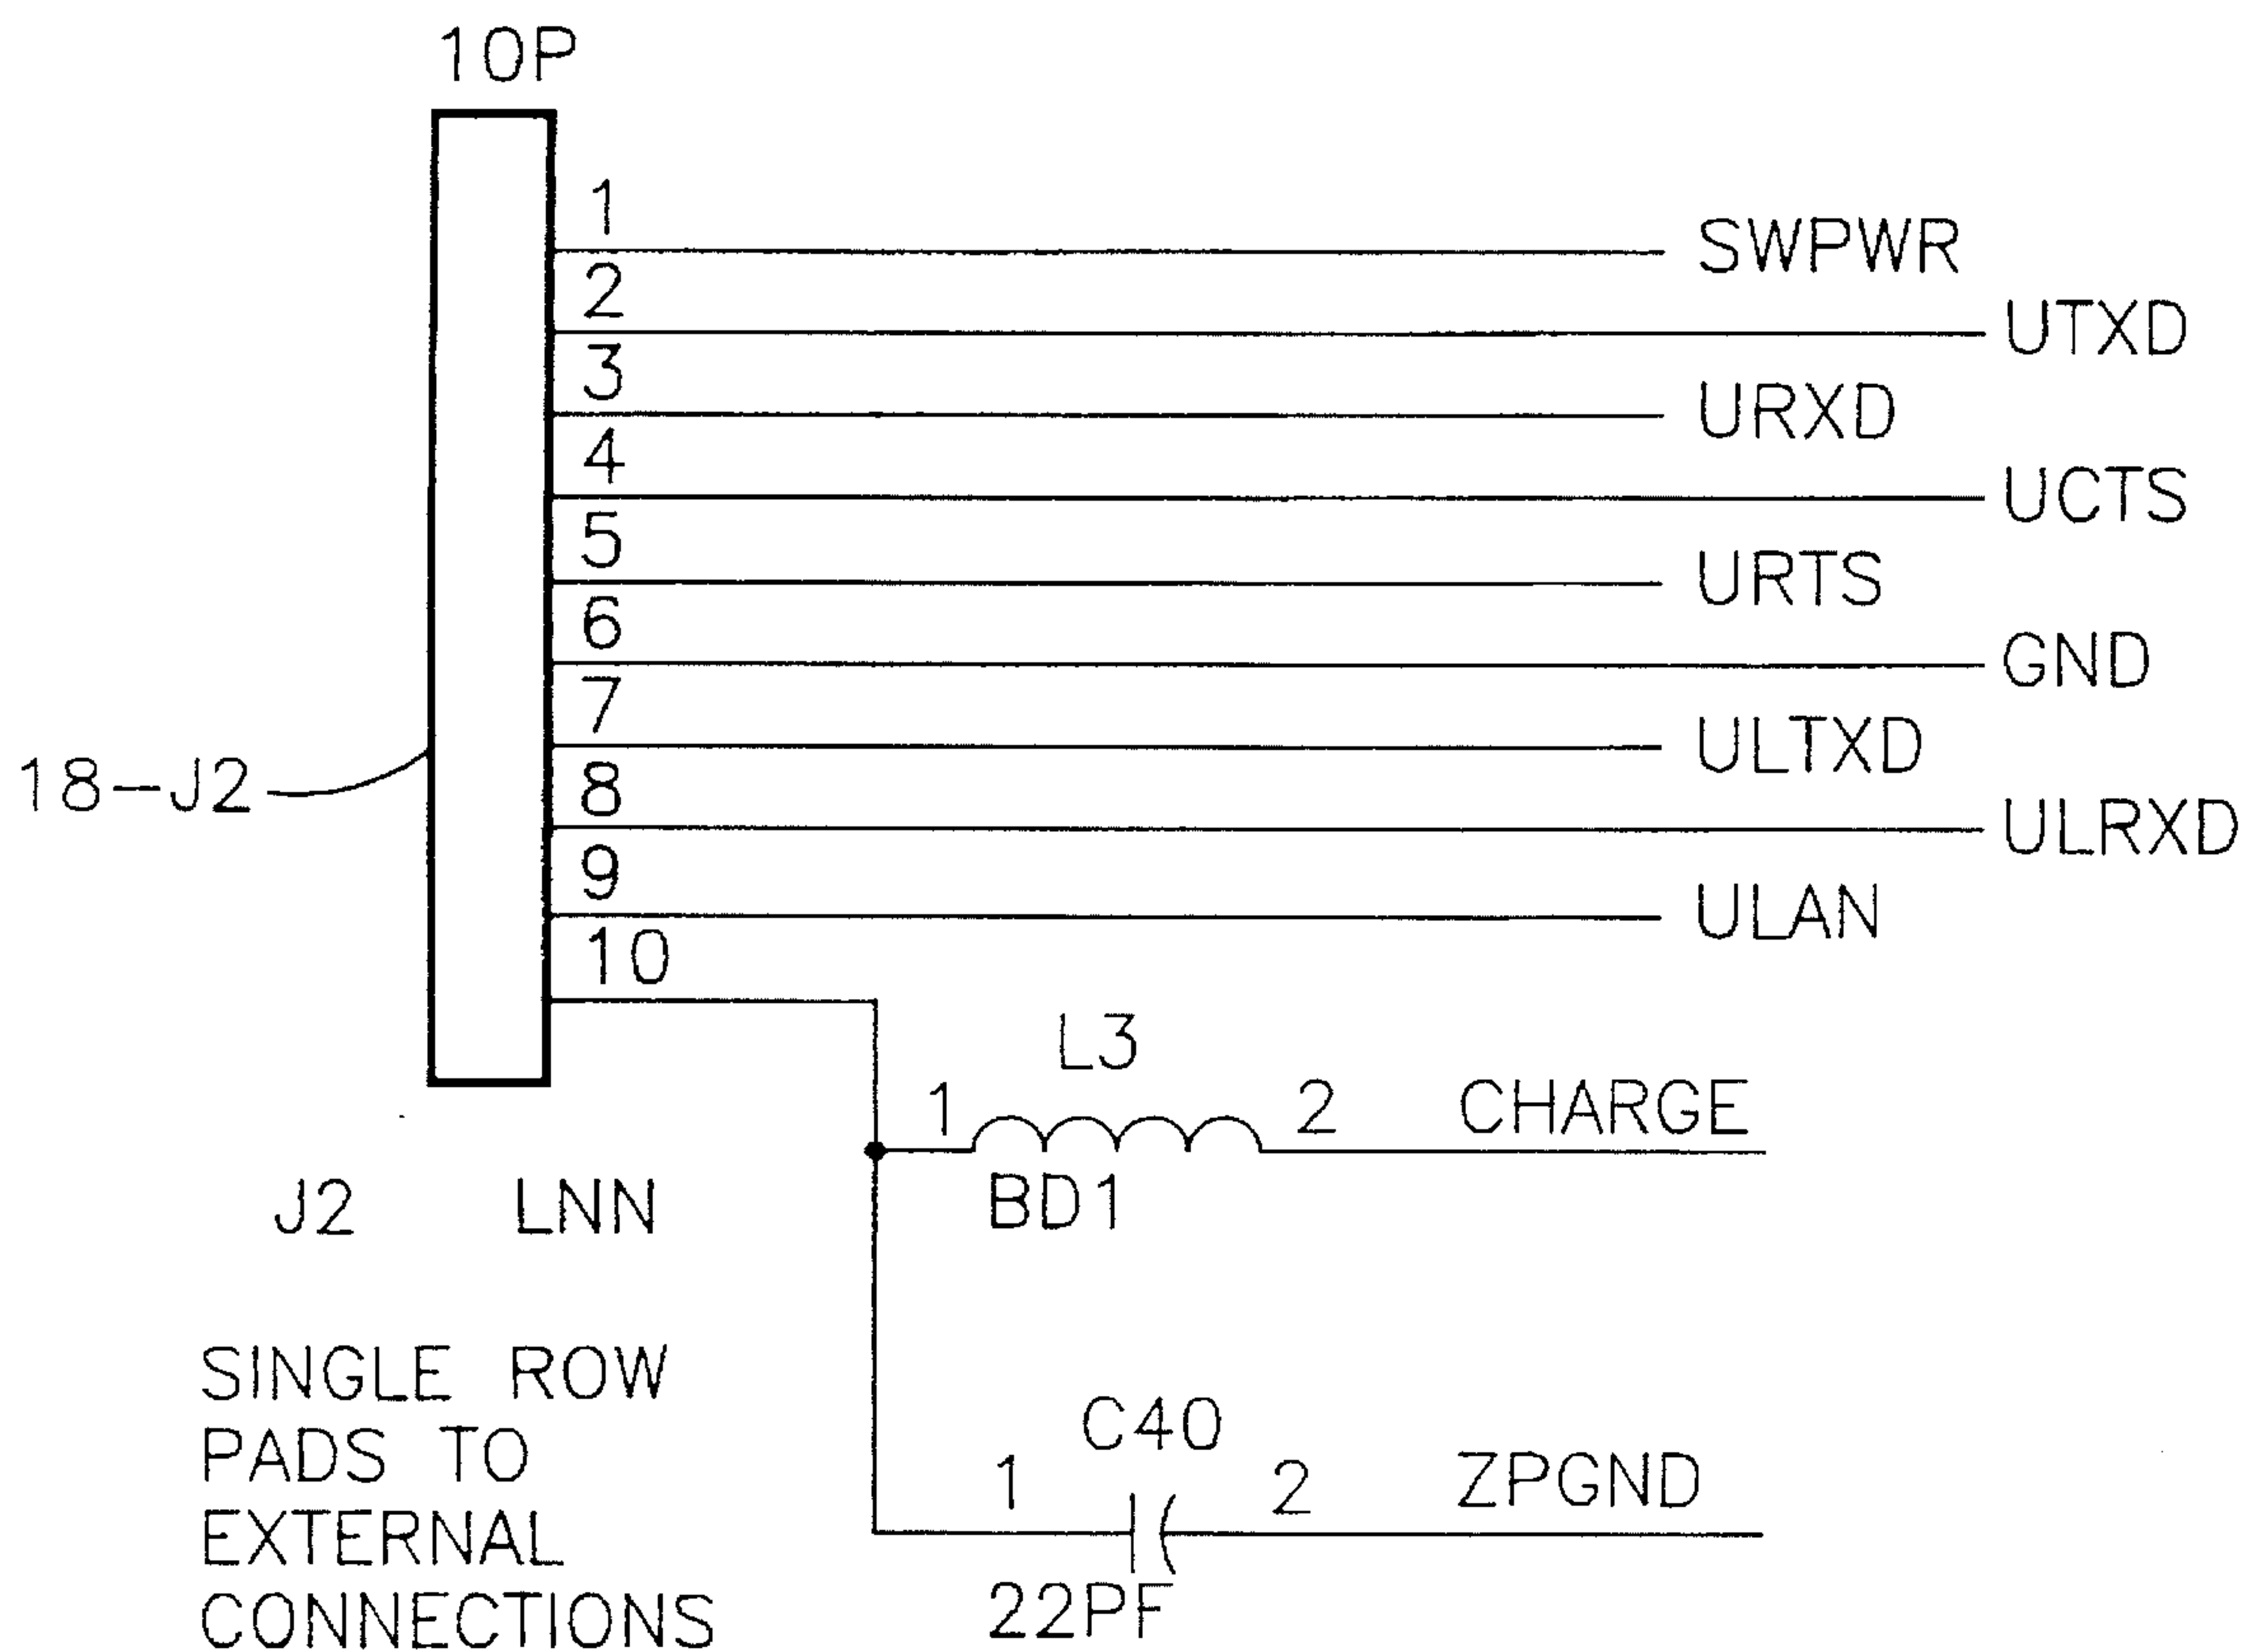 10P
1
SWPWR
2
UTXD
3
URXD
4
UCTS
5
URTS
6
GND
7
ULTXD
18-J2
8
ULRXD
9
ULAN
10
L3
1
2
CHARGE
BD1
J2 LNN
SINGLE ROW
PADS TO
EXTERNAL
CONNECTIONS
C40
1
2
ZPGND
22PF